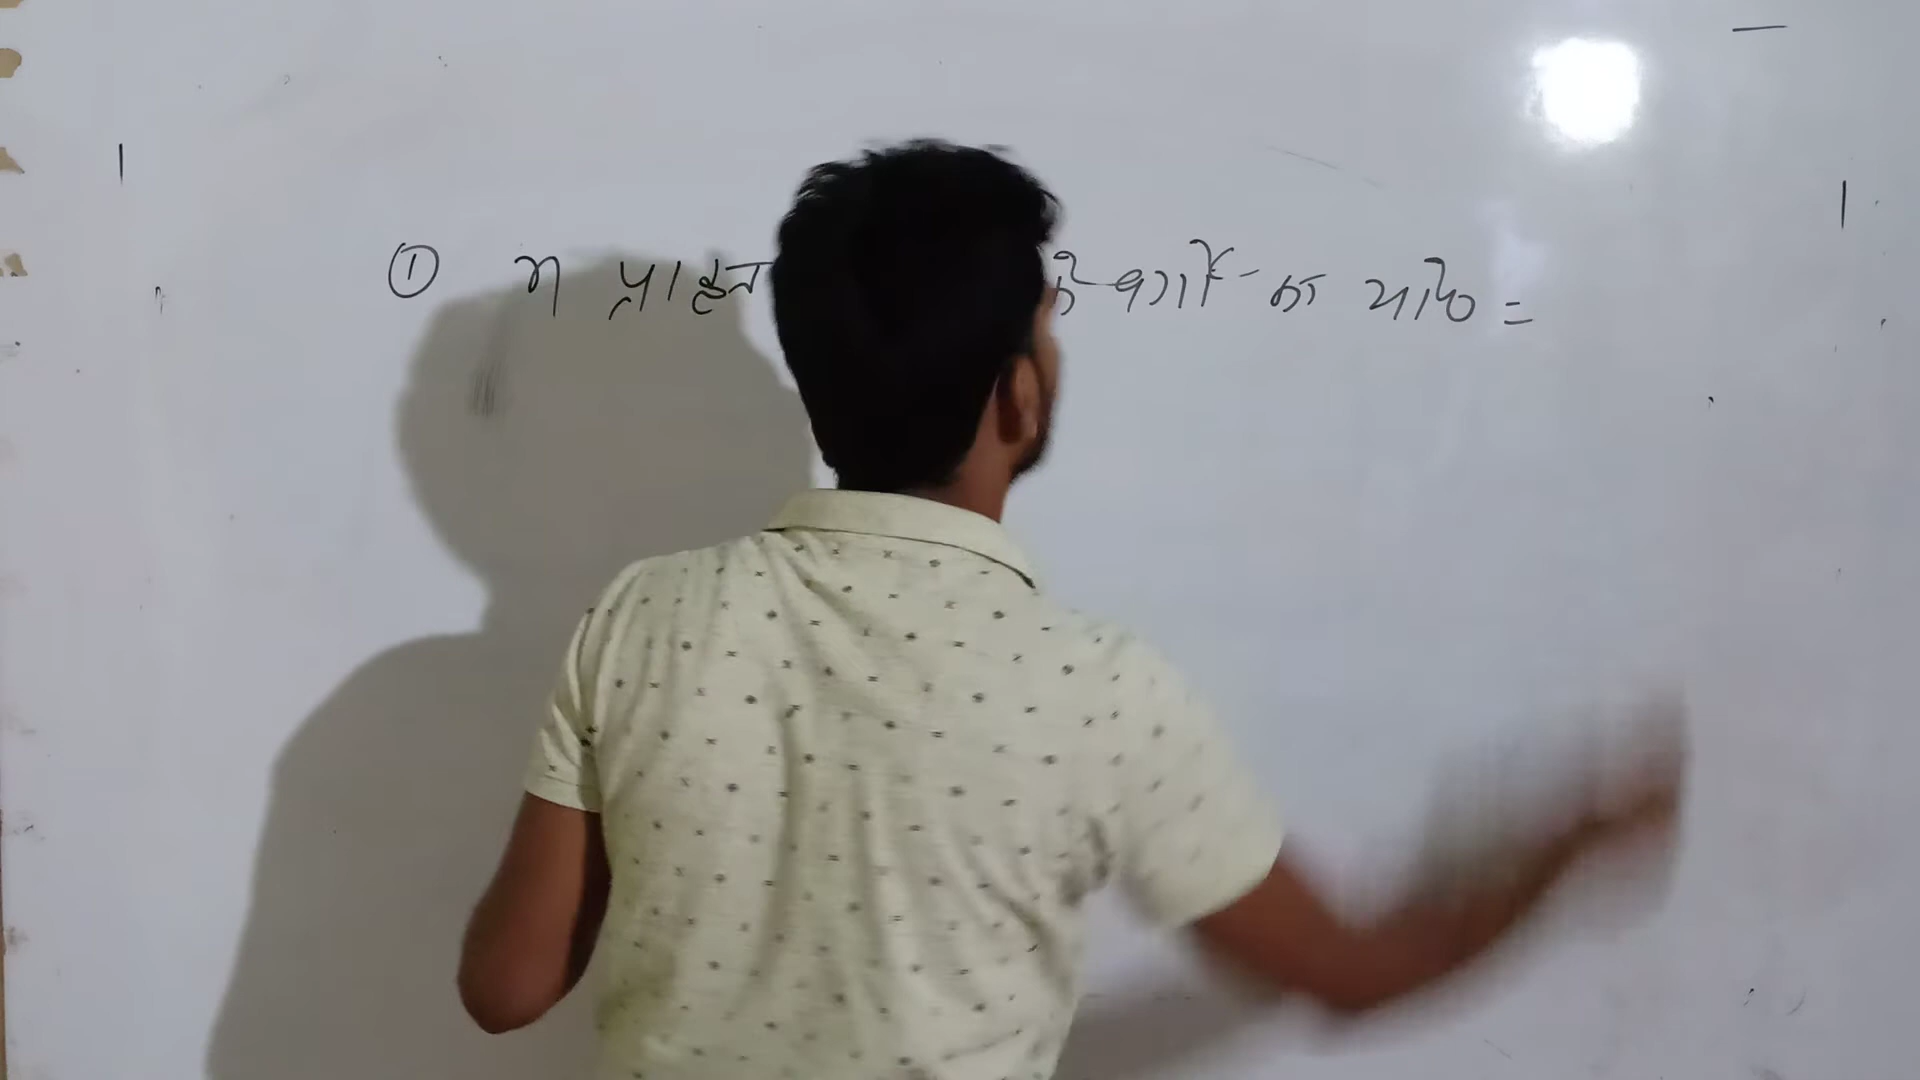 ① n प्राकृत के वर्गों का योग =